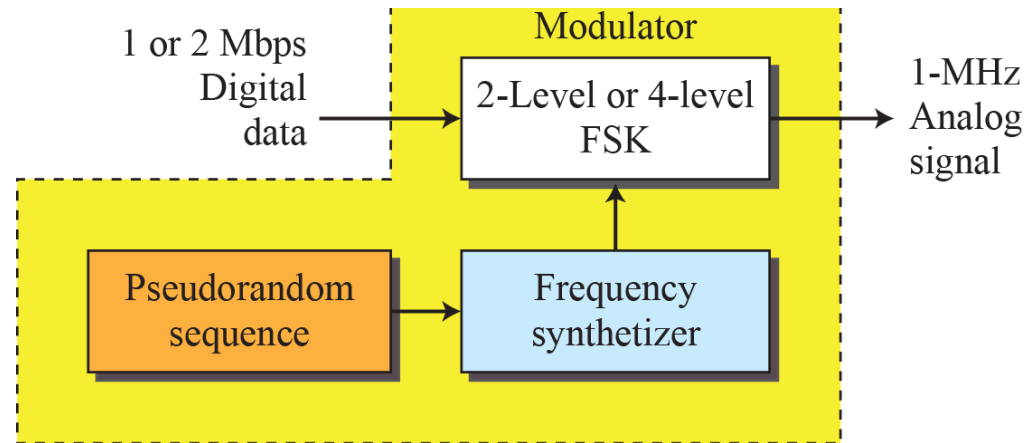 Modulator
1 or 2 Mbps
Digital
data
2-Level or 4-level
FSK
1-MHz
Analog
signal
Pseudorandom
sequence
Frequency
synthetizer